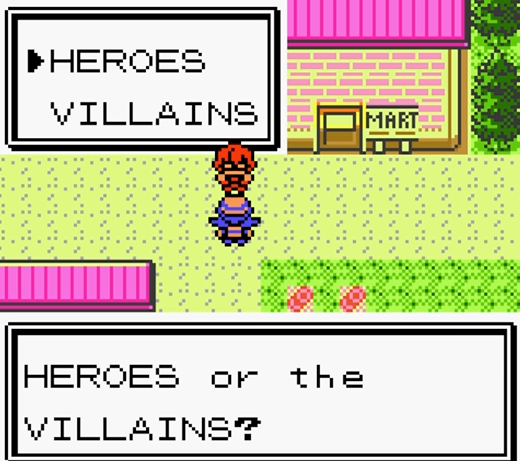 HEROES
VILLAINS
MART
HEROES or the
VILLAINS?